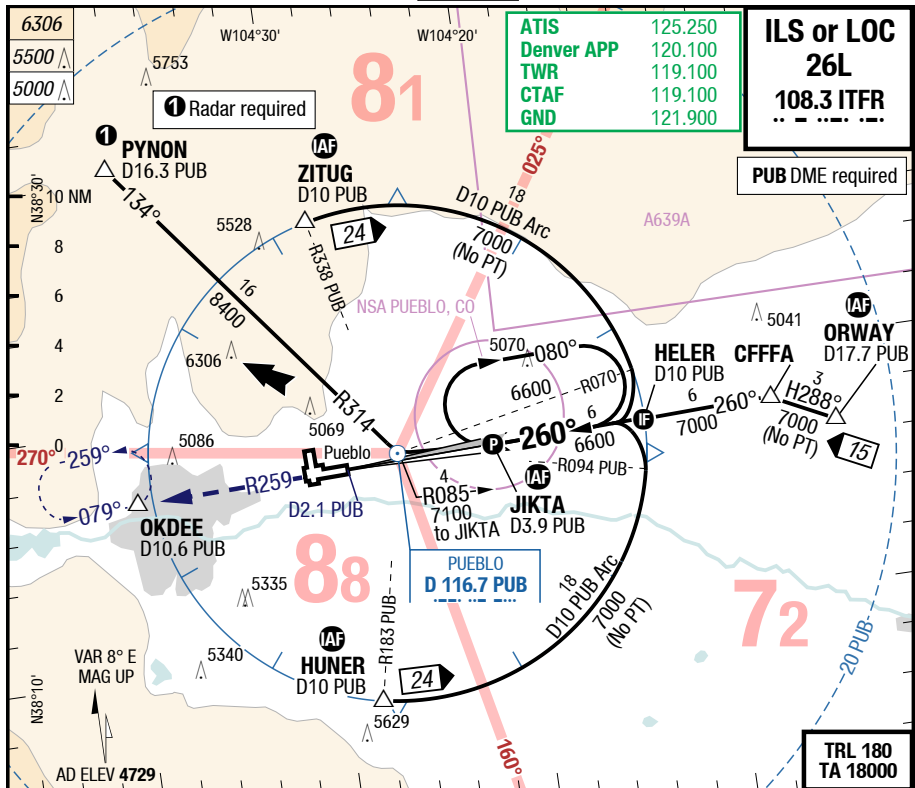 6306
5500
5000
5753
W104°30'
W104°20'
81
ATIS 125.250
Denver APP 120.100
TWR 119.100
CTAF 119.100
GND 121.900
ILS or LOC
26L
108.3 ITFR
PUB DME required
1 Radar required
1 PYNON
D16.3 PUB
IAF
ZITUG
D10 PUB
025°
18
D10 PUB Arc
7000
(No PT)
A639A
N38°30'
10 NM
8
6
4
2
0
134°
16
8400
R314
5528
24
R338 PUB
NSA PUEBLO, CO
6306
5070
080°
6600
R070
5041
IAF
ORWAY
D17.7 PUB
HELER
D10 PUB
IF
CFFFA
3
H288°
7000
(No PT)
15
6
260°
7000
5069
Pueblo
P
260°
6
6600
R094 PUB
5086
270°
259°
079°
R259
D2.1 PUB
R085
4
7100
to JIKTA
IAF
JIKTA
D3.9 PUB
OKDEE
D10.6 PUB
PUEBLO
D 116.7 PUB
88
72
5335
5340
R183 PUB
18
D10 PUB Arc
7000
(No PT)
IAF
HUNER
D10 PUB
24
5629
20 PUB
160°
N38°10'
VAR 8° E
MAG UP
AD ELEV 4729
TRL 180
TA 18000